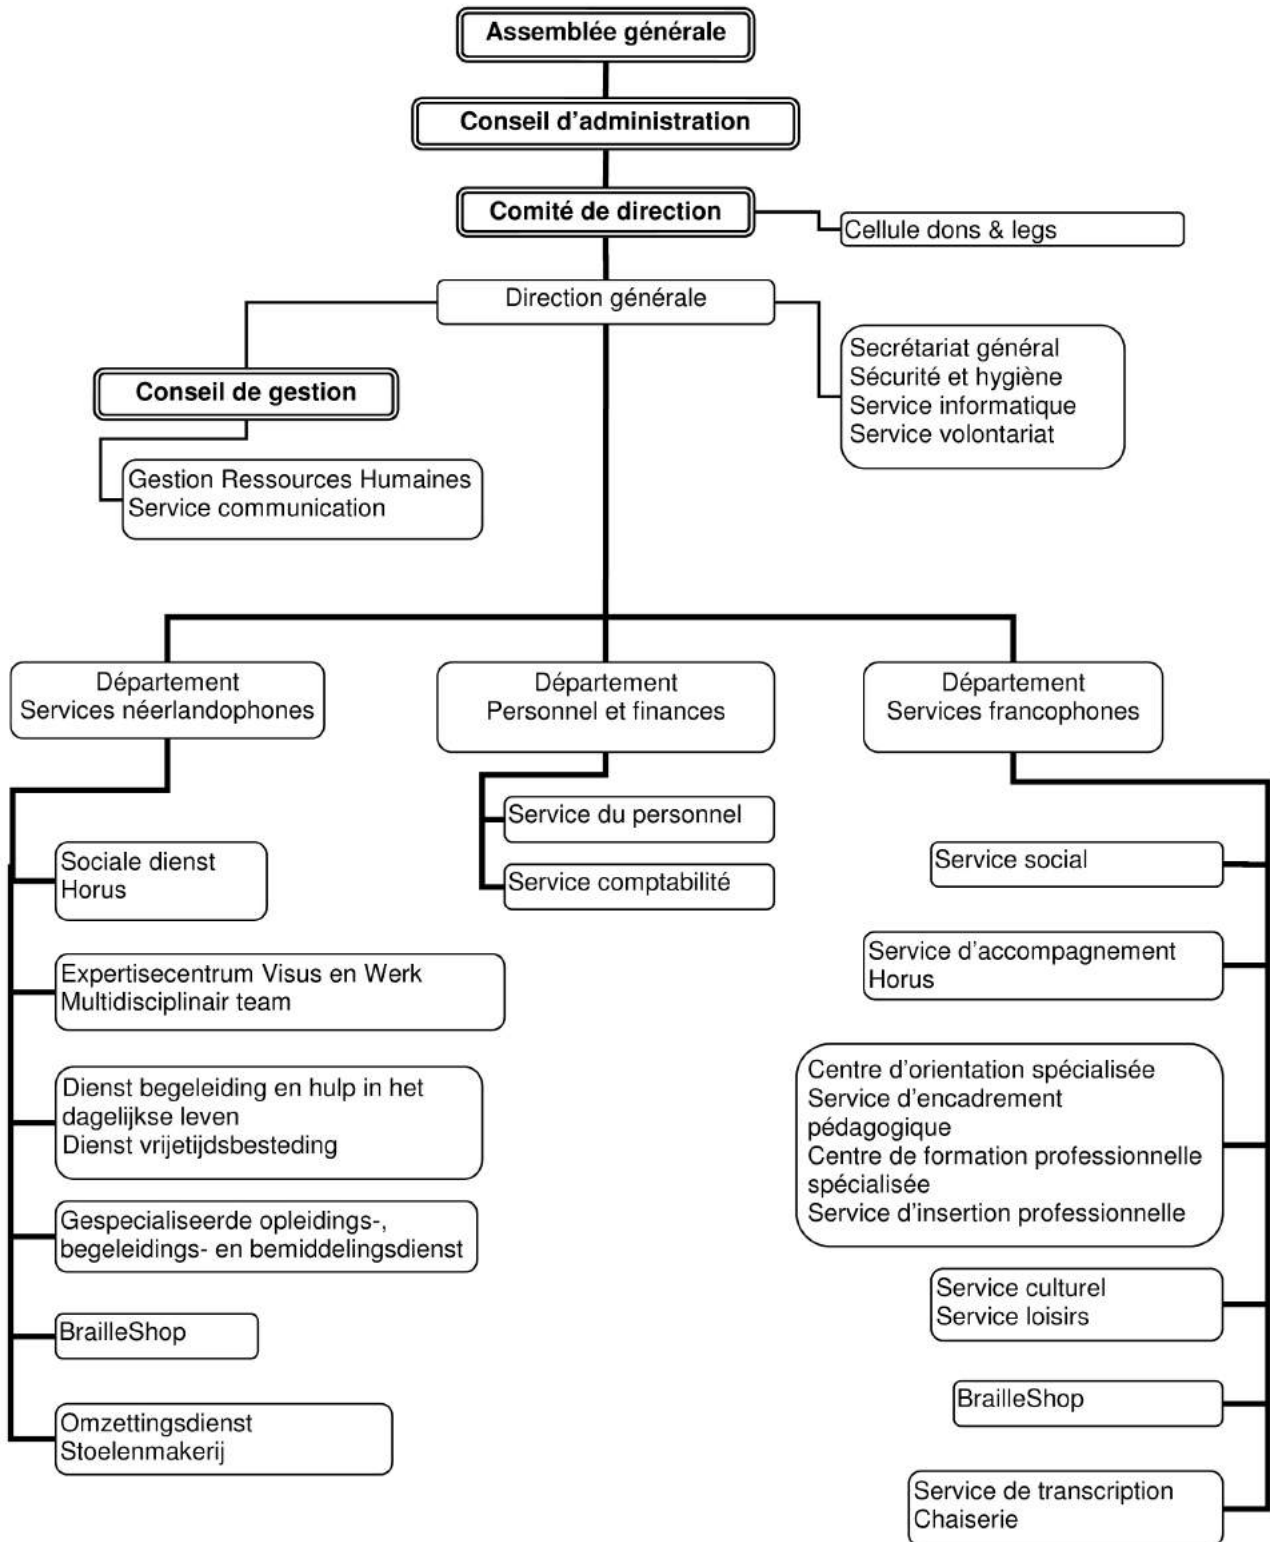 Assemblée générale
Conseil d'administration
Comité de direction
Cellule dons & legs
Direction générale
Secrétariat général
Sécurité et hygiène
Service informatique
Service volontariat
Conseil de gestion
Gestion Ressources Humaines
Service communication
Département
Services néerlandophones
Département
Personnel et finances
Département
Services francophones
Sociale dienst
Horus
Expertisecentrum Visus en Werk
Multidisciplinair team
Dienst begeleiding en hulp in het
dagelijkse leven
Dienst vrijetijdsbesteding
Gespecialiseerde opleidings-,
begeleidings- en bemiddelingsdienst
BrailleShop
Omzettingsdienst
Stoelenmakerij
Service du personnel
Service comptabilité
Service social
Service d'accompagnement
Horus
Centre d'orientation spécialisée
Service d'encadrement
pédagogique
Centre de formation professionnelle
spécialisée
Service d'insertion professionnelle
Service culturel
Service loisirs
BrailleShop
Service de transcription
Chaiserie